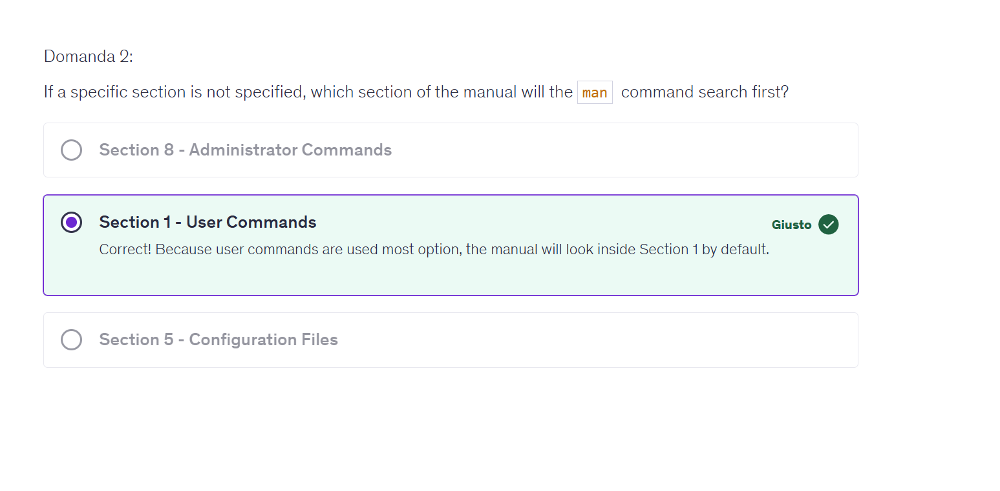 Domanda 2:
If a specific section is not specified, which section of the manual will the man command search first?
Section 8 - Administrator Commands
Section 1 - User Commands
Giusto
Correct! Because user commands are used most option, the manual will look inside Section 1 by default.
Section 5 - Configuration Files